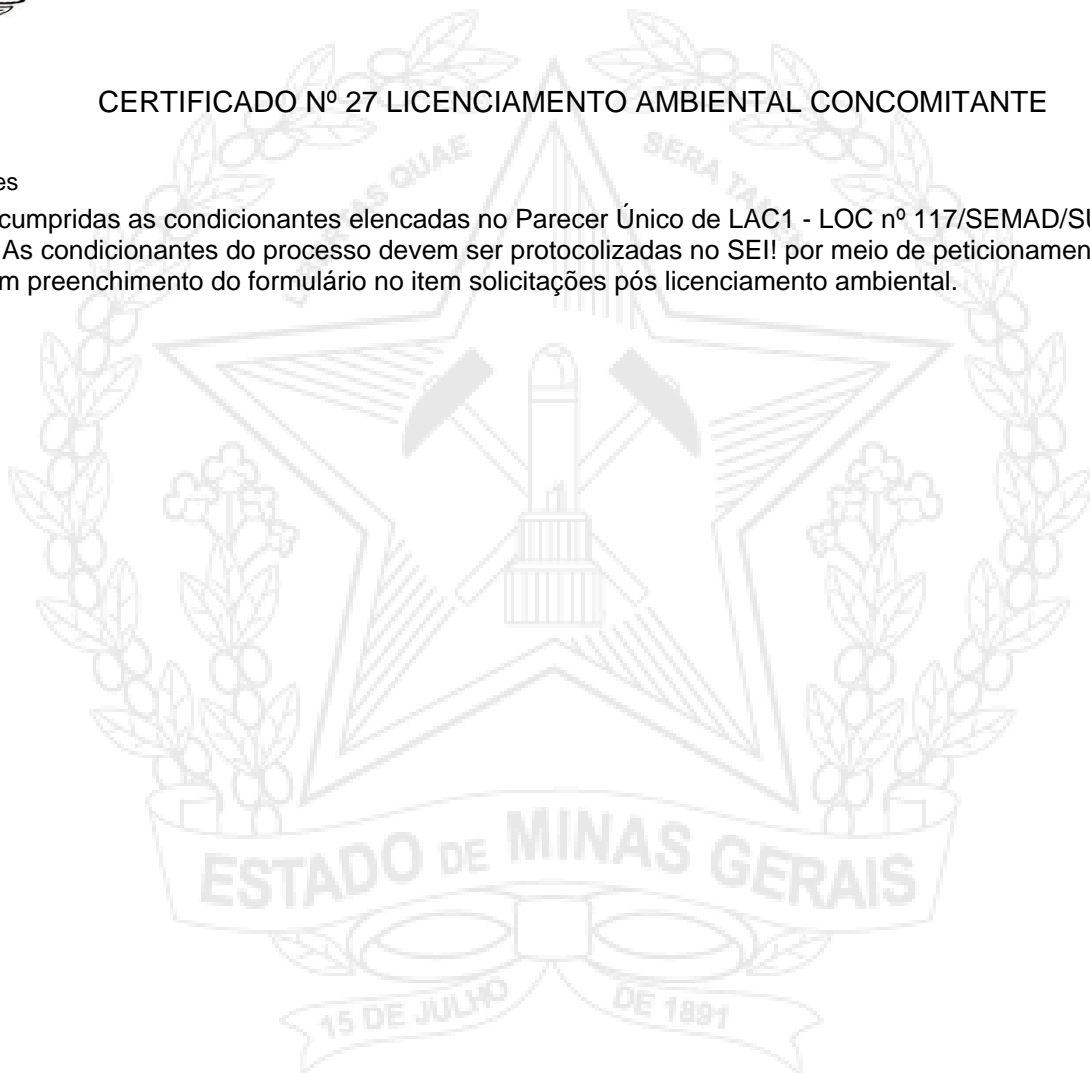 CERTIFICADO Nº 27 LICENCIAMENTO AMBIENTAL CONCOMITANTE
es
cumpridas as condicionantes elencadas no Parecer Único de LAC1 - LOC nº 117/SEMAD/SU
As condicionantes do processo devem ser protocolizadas no SEI! por meio de peticionamen
m preenchimento do formulário no item solicitações pós licenciamento ambiental.
QUAE SERA
ESTADO DE MINAS GERAIS
15 DE JULHO DE 1891